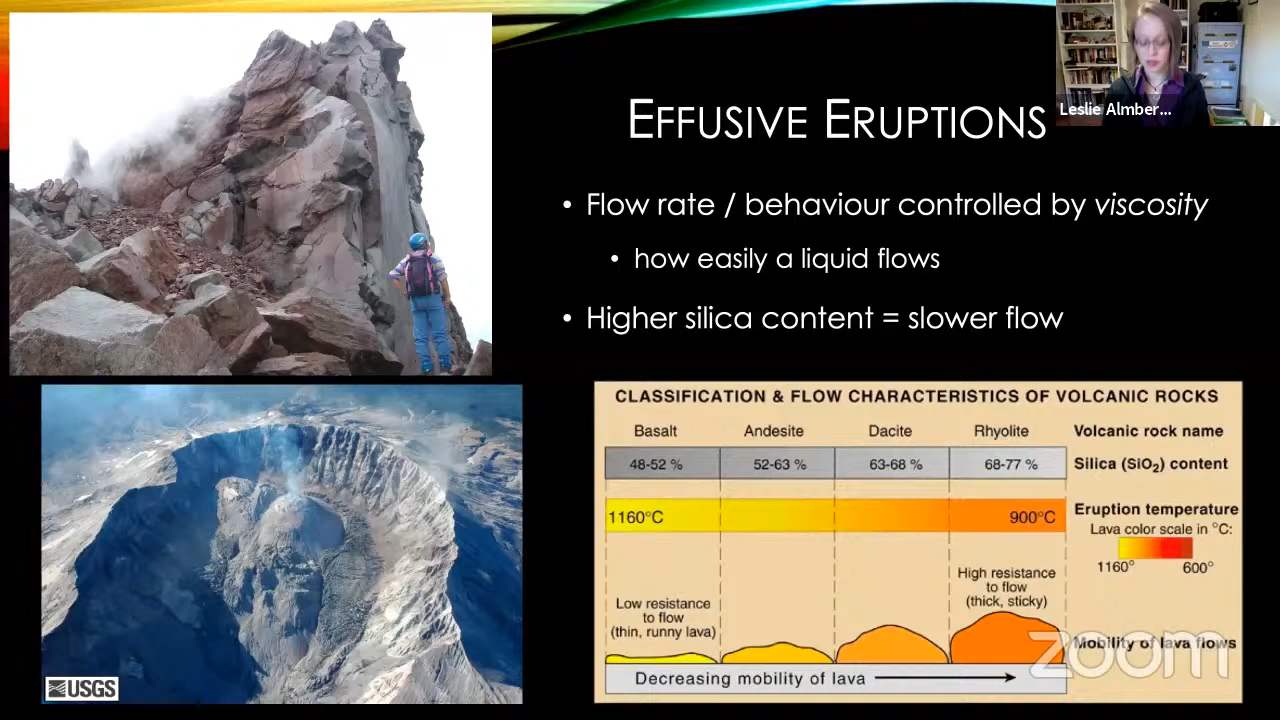 EFFUSIVE ERUPTIONS
Leslie Almber...
• Flow rate / behaviour controlled by viscosity
• how easily a liquid flows
• Higher silica content = slower flow
CLASSIFICATION & FLOW CHARACTERISTICS OF VOLCANIC ROCKS
Basalt Andesite Dacite Rhyolite Volcanic rock name
48-52 % 52-63 % 63-68 % 68-77 % Silica (SiO₂) content
1160°C 900°C Eruption temperature
Lava color scale in °C:
1160° 600°
High resistance
to flow
(thick, sticky)
Low resistance
to flow
(thin, runny lava)
Mobility of lava flows
Decreasing mobility of lava
USGS
zoom